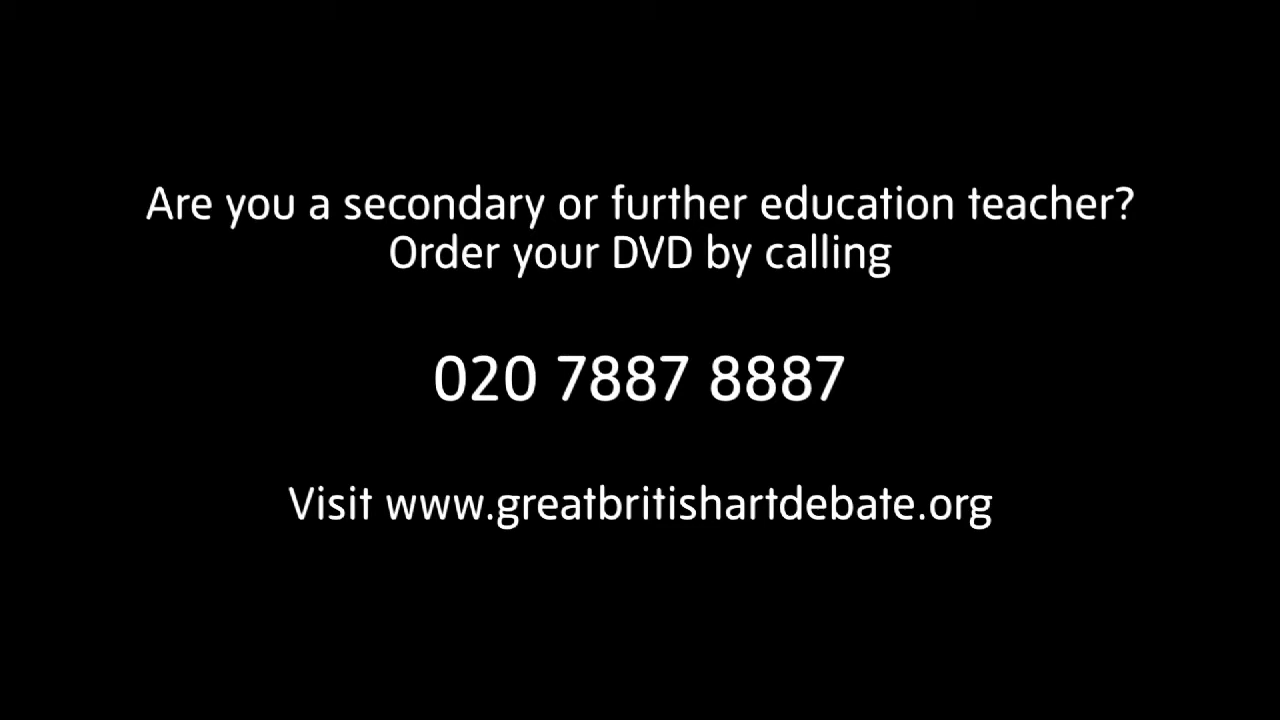 Are you a secondary or further education teacher?
Order your DVD by calling
020 7887 8887
Visit www.greatbritishartdebate.org